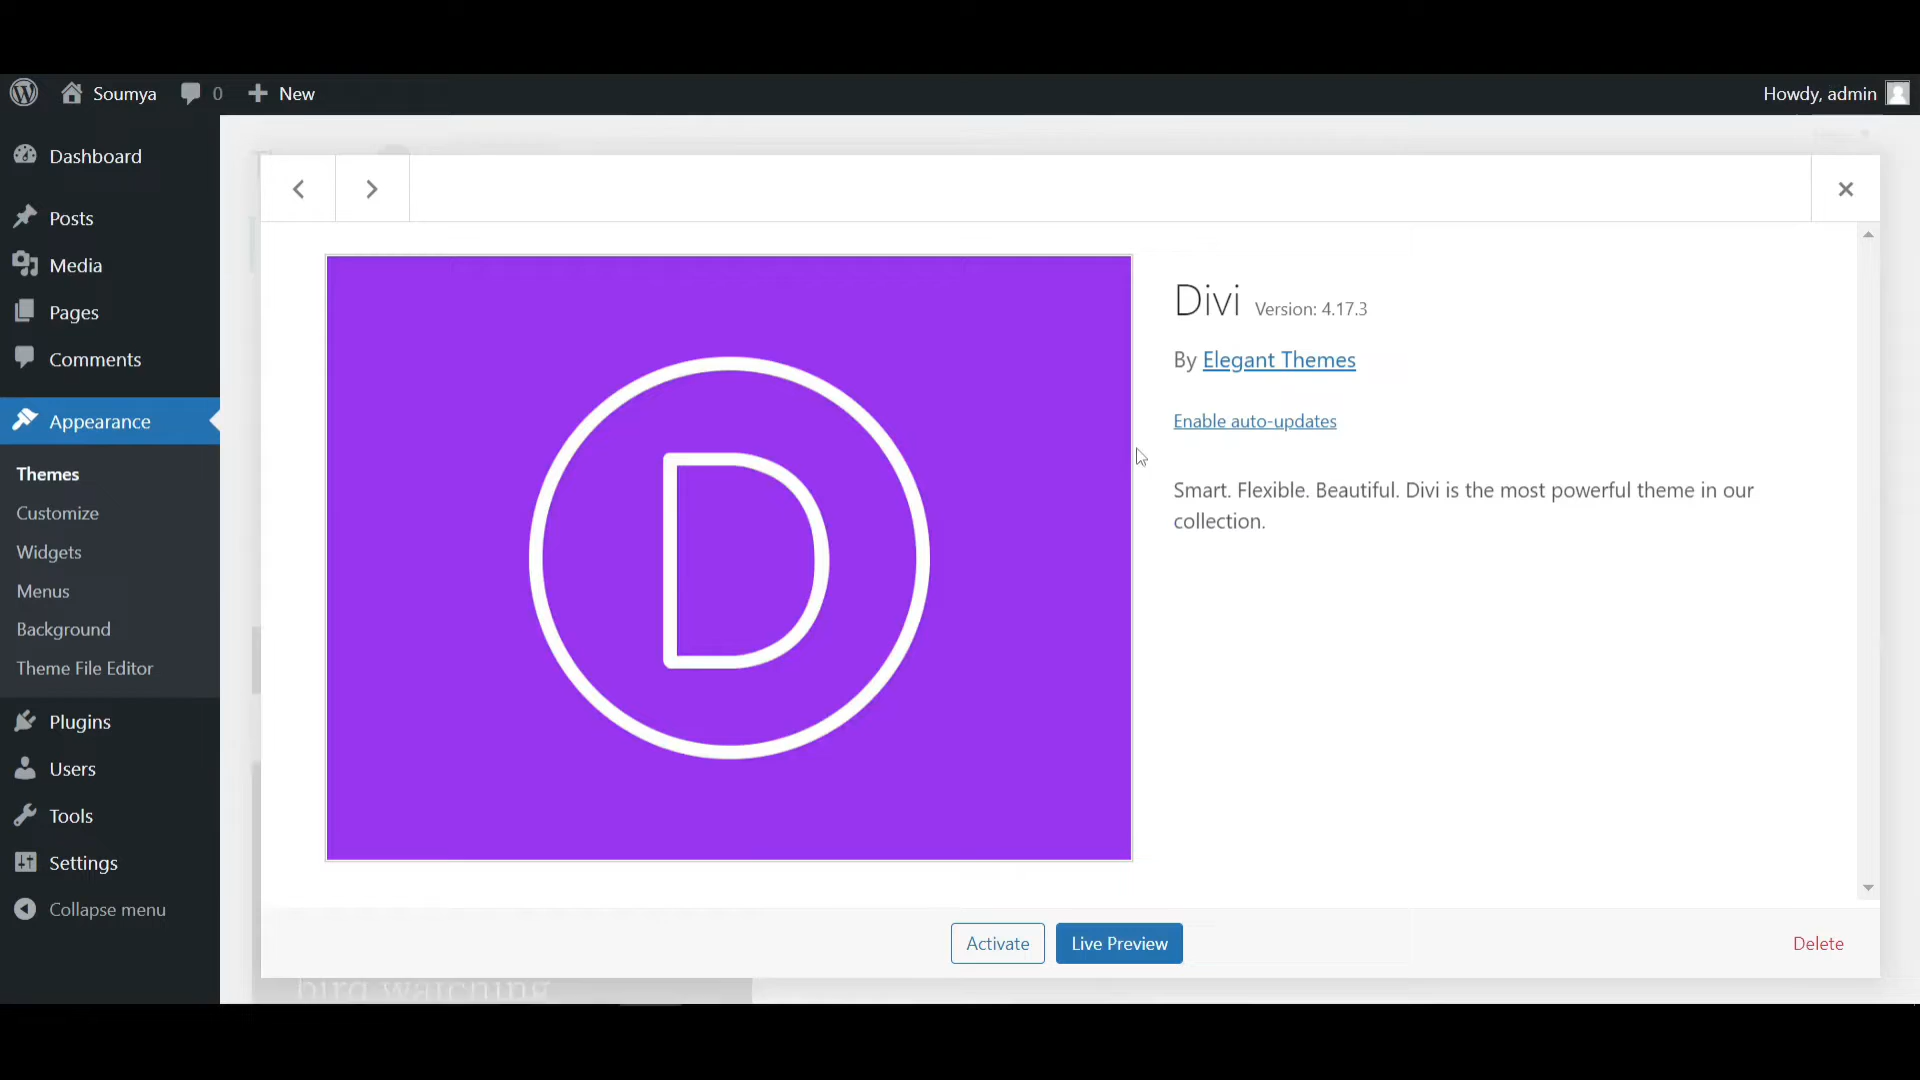 Soumya
0
New
Howdy, admin
Dashboard
Posts
Media
Pages
Comments
Appearance
Themes
Customize
Widgets
Menus
Background
Theme File Editor
Plugins
Users
Tools
Settings
Collapse menu
D
Divi Version: 4.17.3
By Elegant Themes
Enable auto-updates
Smart. Flexible. Beautiful. Divi is the most powerful theme in our
collection.
Activate
Live Preview
Delete
bird watching